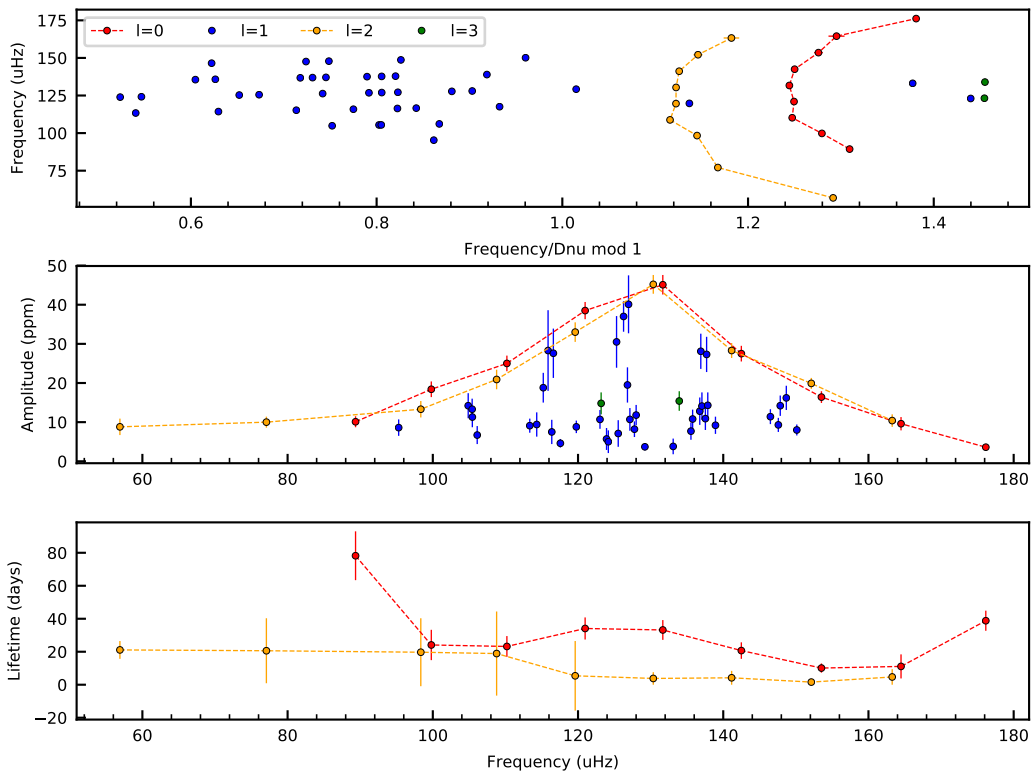 l=0 l=1 l=2 l=3
Frequency (uHz)
175
150
125
100
75
0.6 0.8 1.0 1.2 1.4
Frequency/Dnu mod 1
Amplitude (ppm)
50
40
30
20
10
0
60 80 100 120 140 160 180
Lifetime (days)
80
60
40
20
0
−20
60 80 100 120 140 160 180
Frequency (uHz)